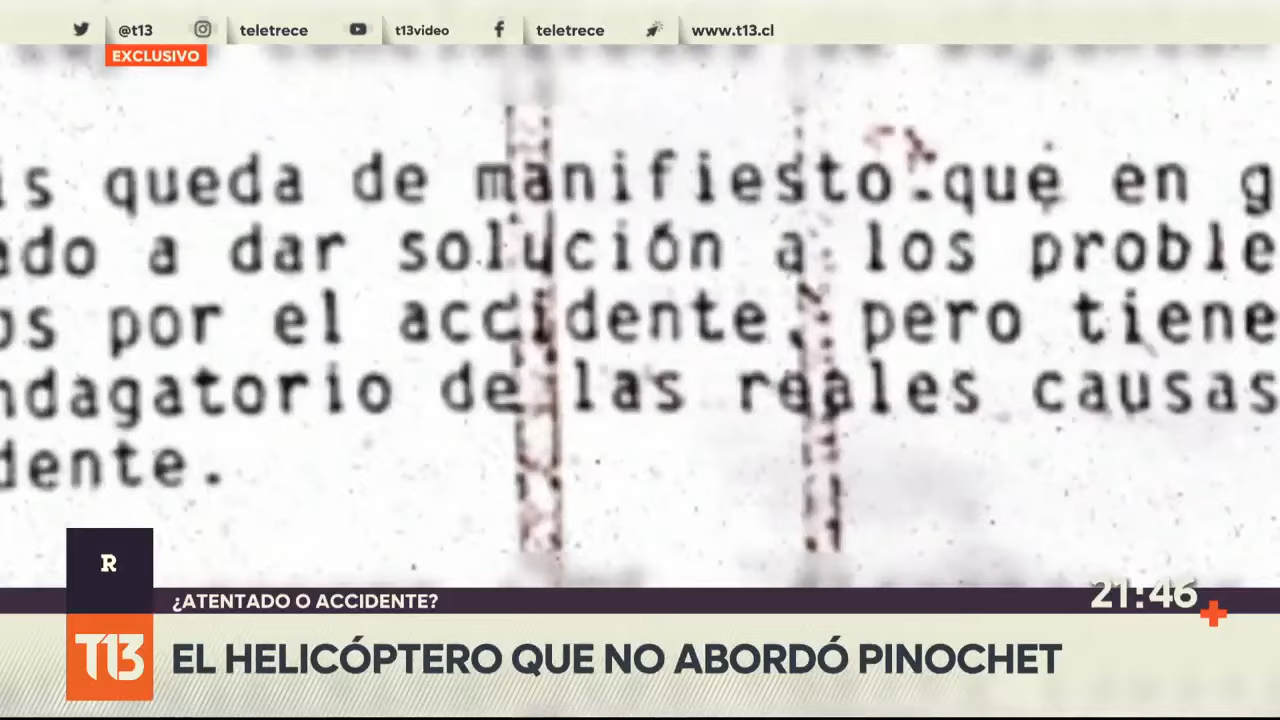 @t13 teletrece t13video teletrece www.t13.cl
EXCLUSIVO
is queda de manifiesto que en g
ado a dar solución a los proble
os por el accidente, pero tiene
ndagatorio de las reales causas
dente.
R
¿ATENTADO O ACCIDENTE?
21:46
T13
EL HELICÓPTERO QUE NO ABORDÓ PINOCHET